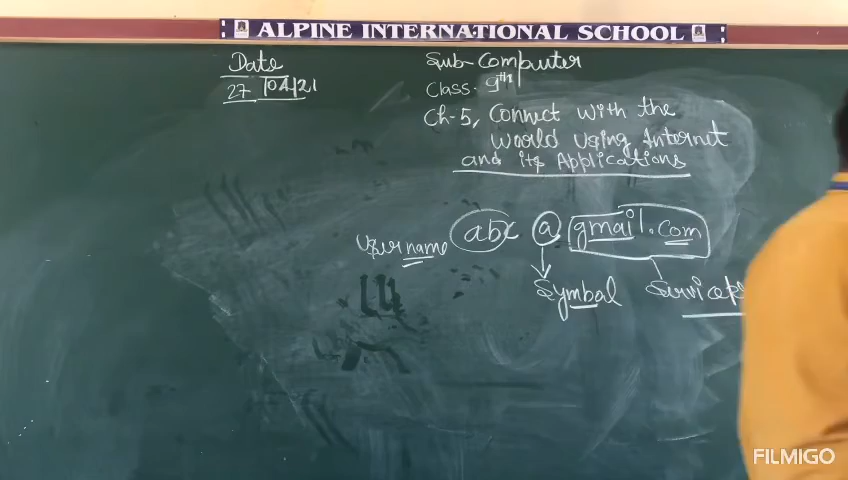 ALPINE INTERNATIONAL SCHOOL
Date
27/04/21
Sub- Computer
Class- 9th
Ch-5, Connect with the
World Using Internet
and its Applications
Username abc @ gmail.com
Symbal
FILMIGO